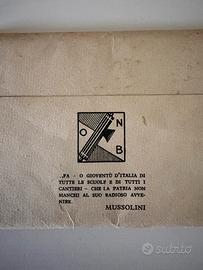 O N
B
„FA - O GIOVENTÙ D'ITALIA DI
TUTTE LE SCUOLE E DI TUTTI I
CANTIERI - CHE LA PATRIA NON
MANCHI AL SUO RADIOSO AVVE-
NIRE.
MUSSOLINI
subito